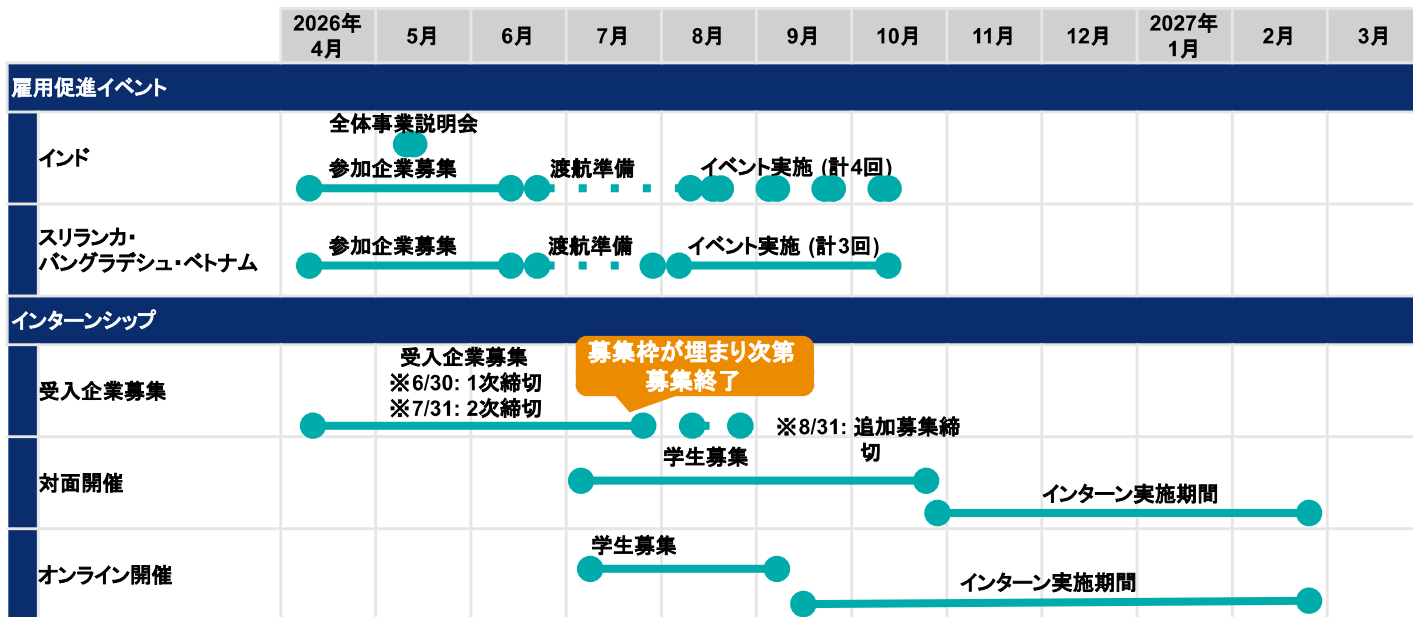 2026年
4月
5月
6月
7月
8月
9月
10月
11月
12月
2027年
1月
2月
3月
雇用促進イベント
インド
全体事業説明会
参加企業募集
渡航準備
イベント実施 (計4回)
スリランカ・
バングラデシュ・ベトナム
参加企業募集
渡航準備
イベント実施 (計3回)
インターンシップ
受入企業募集
受入企業募集
※6/30: 1次締切
※7/31: 2次締切
募集枠が埋まり次第
募集終了
※8/31: 追加募集締
切
対面開催
学生募集
インターン実施期間
オンライン開催
学生募集
インターン実施期間